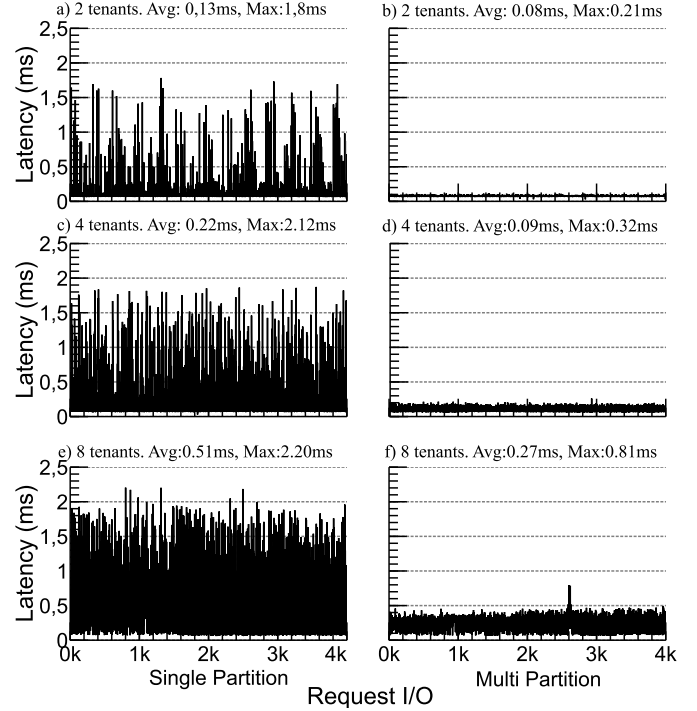 a) 2 tenants. Avg: 0,13ms, Max:1,8ms
b) 2 tenants. Avg: 0.08ms, Max:0.21ms
2,5
2
1,5
1
0,5
0
Latency (ms)
c) 4 tenants. Avg: 0.22ms, Max:2.12ms
d) 4 tenants. Avg:0.09ms, Max:0.32ms
2,5
2
1,5
1
0,5
0
Latency (ms)
e) 8 tenants. Avg:0.51ms, Max:2.20ms
f) 8 tenants. Avg:0.27ms, Max:0.81ms
2,5
2
1,5
1
0,5
0
Latency (ms)
0k 1k 2k 3k 4k
0k 1k 2k 3k 4k
Single Partition
Multi Partition
Request I/O